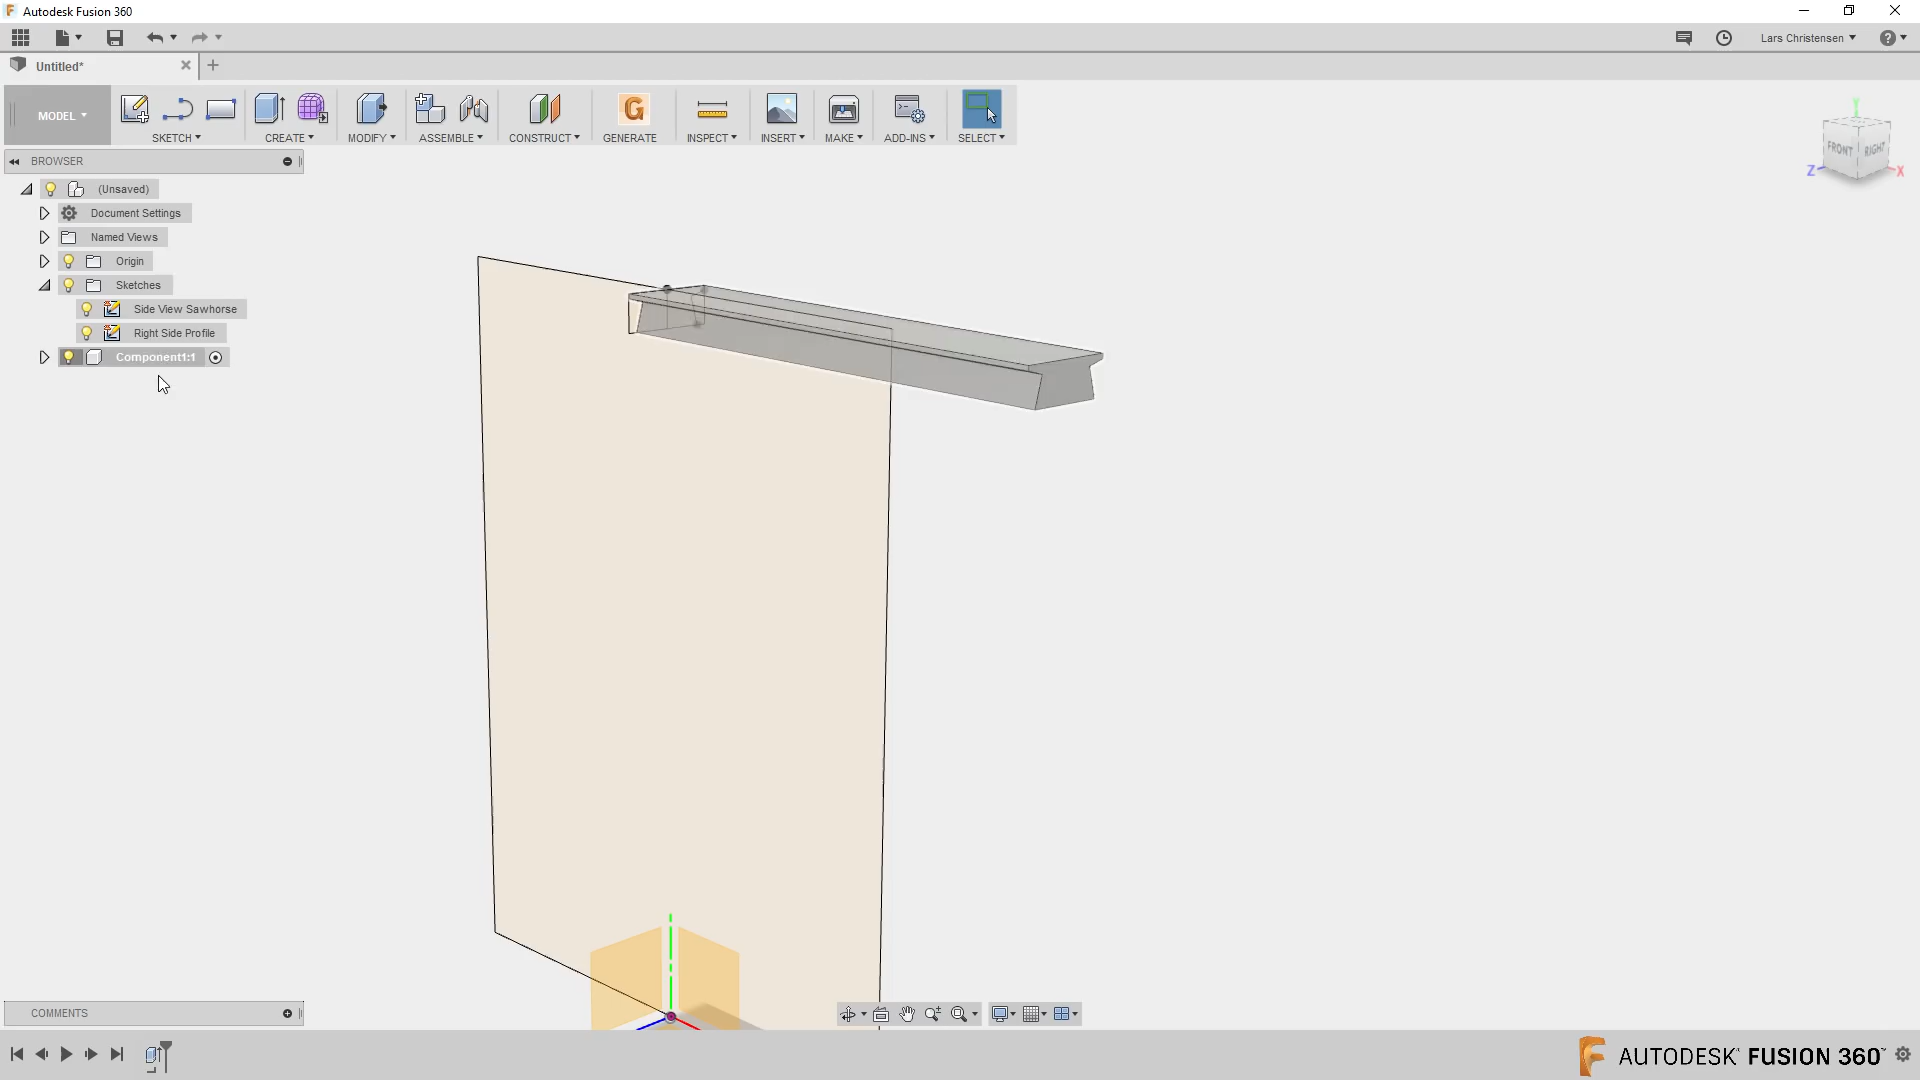 Autodesk Fusion 360
Lars Christensen
Untitled*
MODEL
SKETCH
CREATE
MODIFY
ASSEMBLE
CONSTRUCT
GENERATE
INSPECT
INSERT
MAKE
ADD-INS
SELECT
BROWSER
(Unsaved)
Document Settings
Named Views
Origin
Sketches
Side View Sawhorse
Right Side Profile
Component1:1
Y
FRONT
RIGHT
Z
X
COMMENTS
AUTODESK FUSION 360™